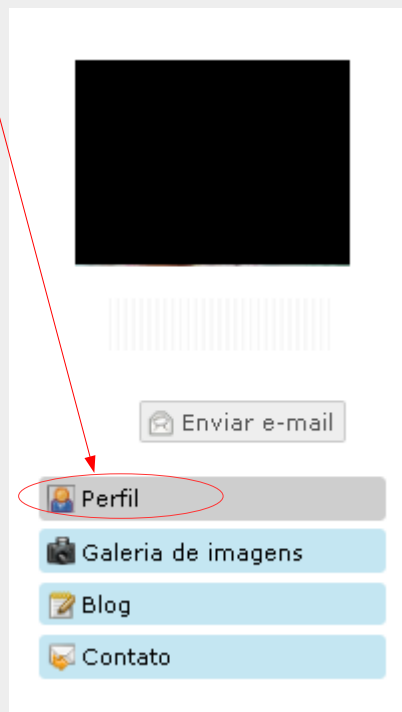 Enviar e-mail
Perfil
Galeria de imagens
Blog
Contato